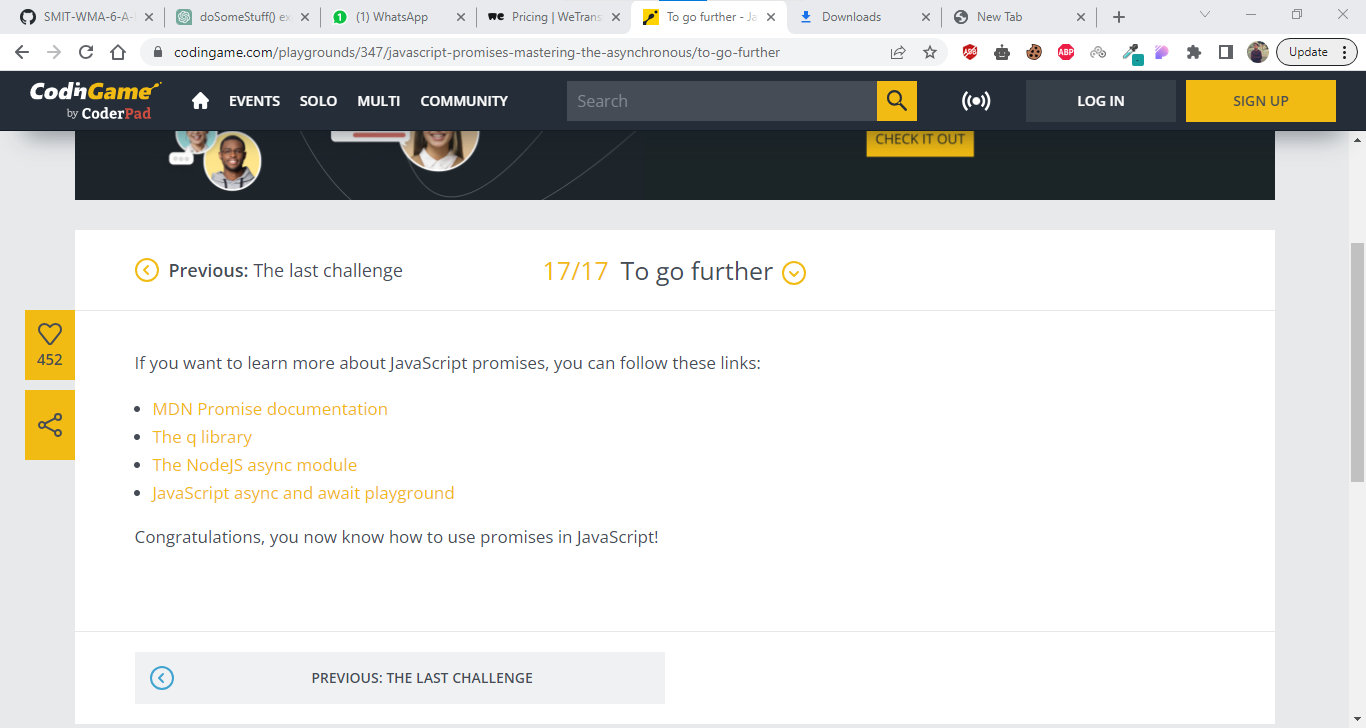 SMIT-WMA-6-A-
doSomeStuff() ex
(1) WhatsApp
we Pricing | WeTrans
To go further - Ja
Downloads
New Tab
codingame.com/playgrounds/347/javascript-promises-mastering-the-asynchronous/to-go-further
ABP
Update
CodinGame
by CoderPad
EVENTS
SOLO
MULTI
COMMUNITY
Search
LOG IN
SIGN UP
CHECK IT OUT
Previous: The last challenge
17/17 To go further
452
If you want to learn more about JavaScript promises, you can follow these links:
MDN Promise documentation
The q library
The NodeJS async module
JavaScript async and await playground
Congratulations, you now know how to use promises in JavaScript!
PREVIOUS: THE LAST CHALLENGE